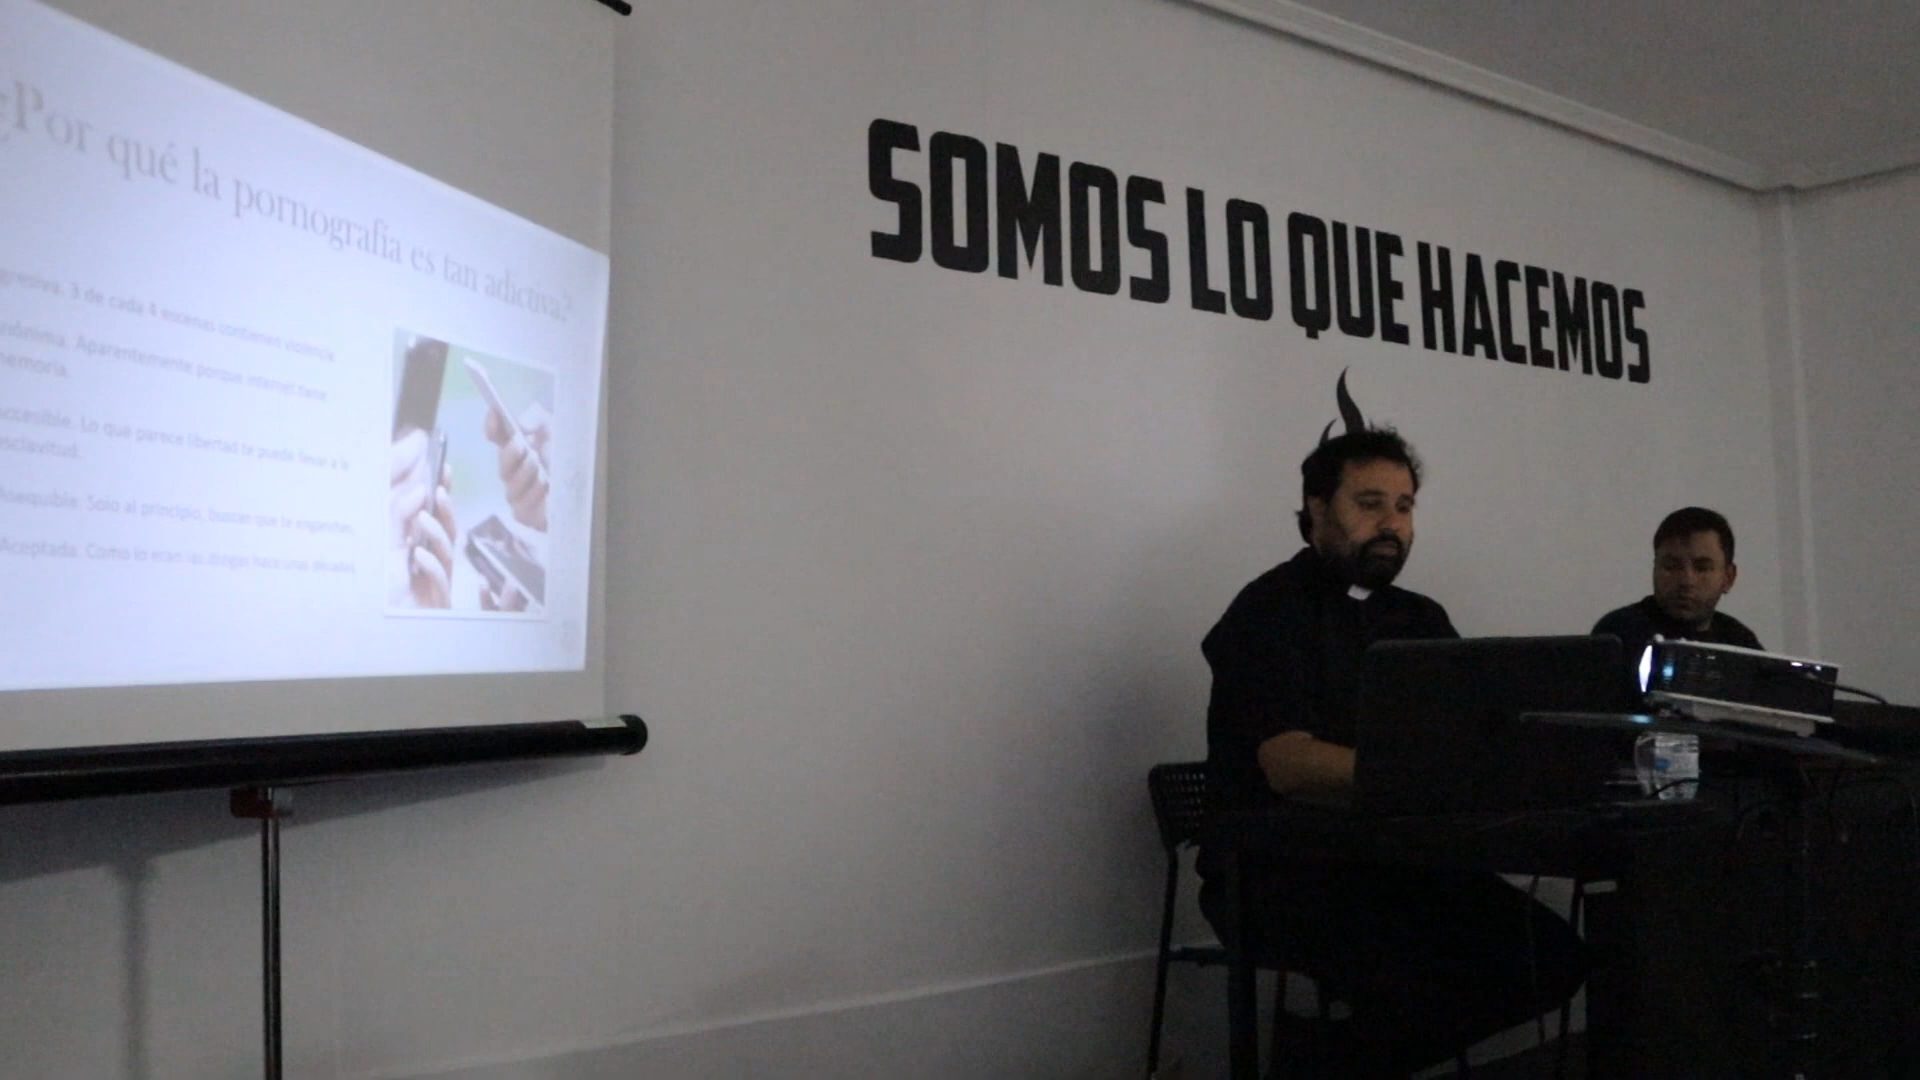 ¿Por qué la pornografía es tan adictiva?
3 de cada 4 escenas contienen violencia
Aparentemente porque internet tiene
memoria.
Accesible. Lo que parece libertad te puede llevar a la
esclavitud.
Asequible. Solo al principio, buscan que te enganches.
Aceptada. Como lo eran las drogas hace unas décadas.
SOMOS LO QUE HACEMOS